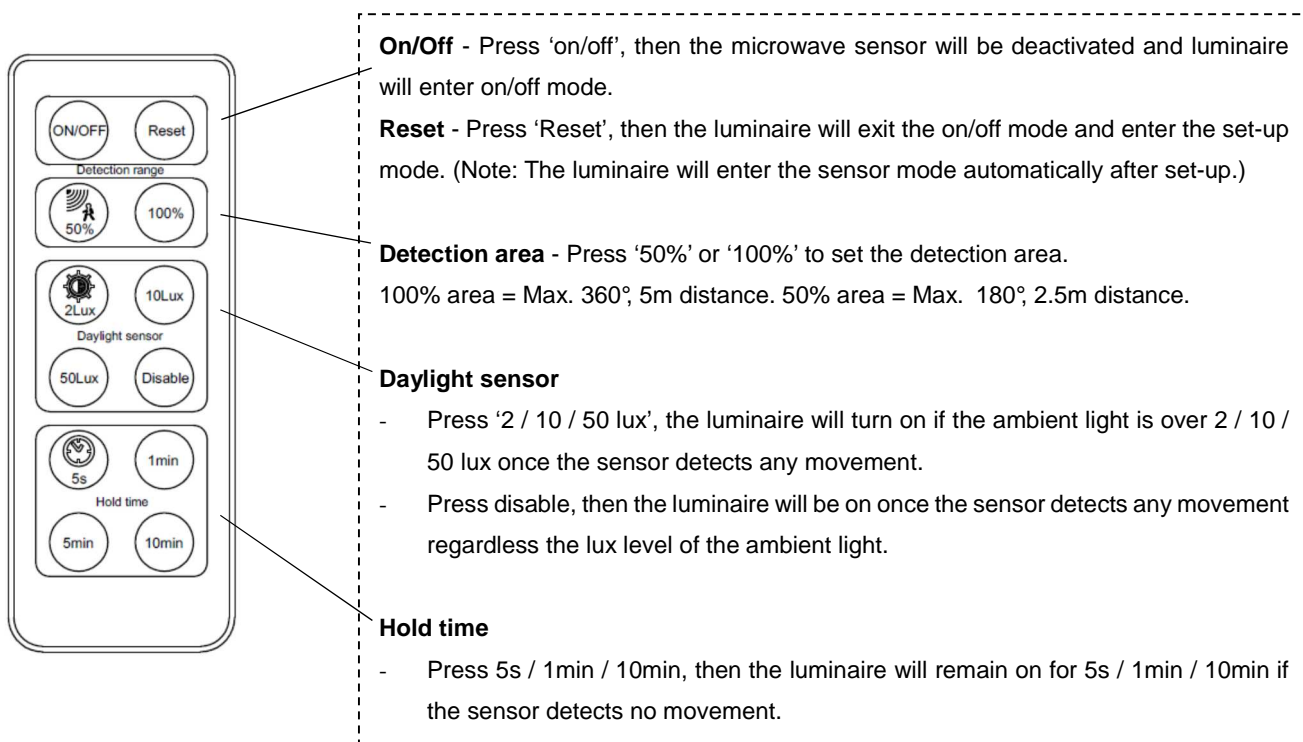 ON/OFF Reset
Detection range
50% 100%
2Lux 10Lux
Daylight sensor
50Lux Disable
5s 1min
Hold time
5min 10min
On/Off - Press ‘on/off’, then the microwave sensor will be deactivated and luminaire
will enter on/off mode.
Reset - Press ‘Reset’, then the luminaire will exit the on/off mode and enter the set-up
mode. (Note: The luminaire will enter the sensor mode automatically after set-up.)
Detection area - Press ‘50%’ or ‘100%’ to set the detection area.
100% area = Max. 360°, 5m distance. 50% area = Max. 180°, 2.5m distance.
Daylight sensor
- Press ‘2 / 10 / 50 lux’, the luminaire will turn on if the ambient light is over 2 / 10 /
50 lux once the sensor detects any movement.
- Press disable, then the luminaire will be on once the sensor detects any movement
regardless the lux level of the ambient light.
Hold time
- Press 5s / 1min / 10min, then the luminaire will remain on for 5s / 1min / 10min if
the sensor detects no movement.